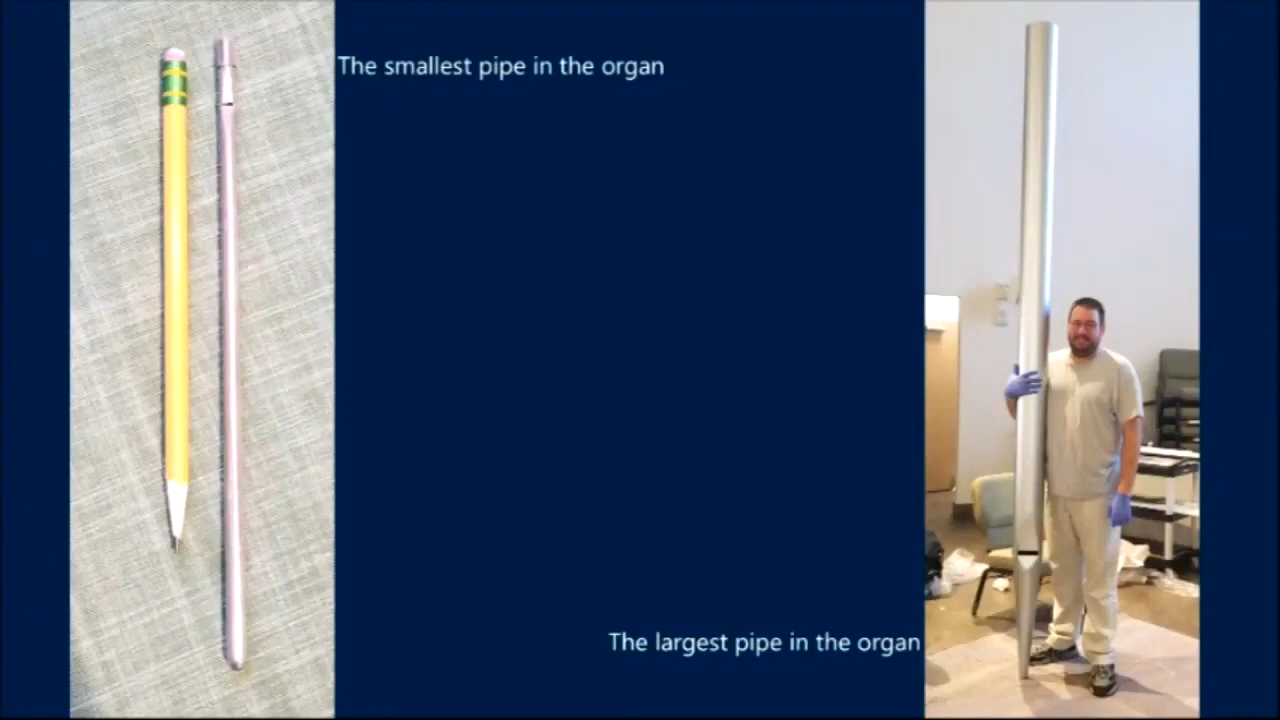 The smallest pipe in the organ
The largest pipe in the organ